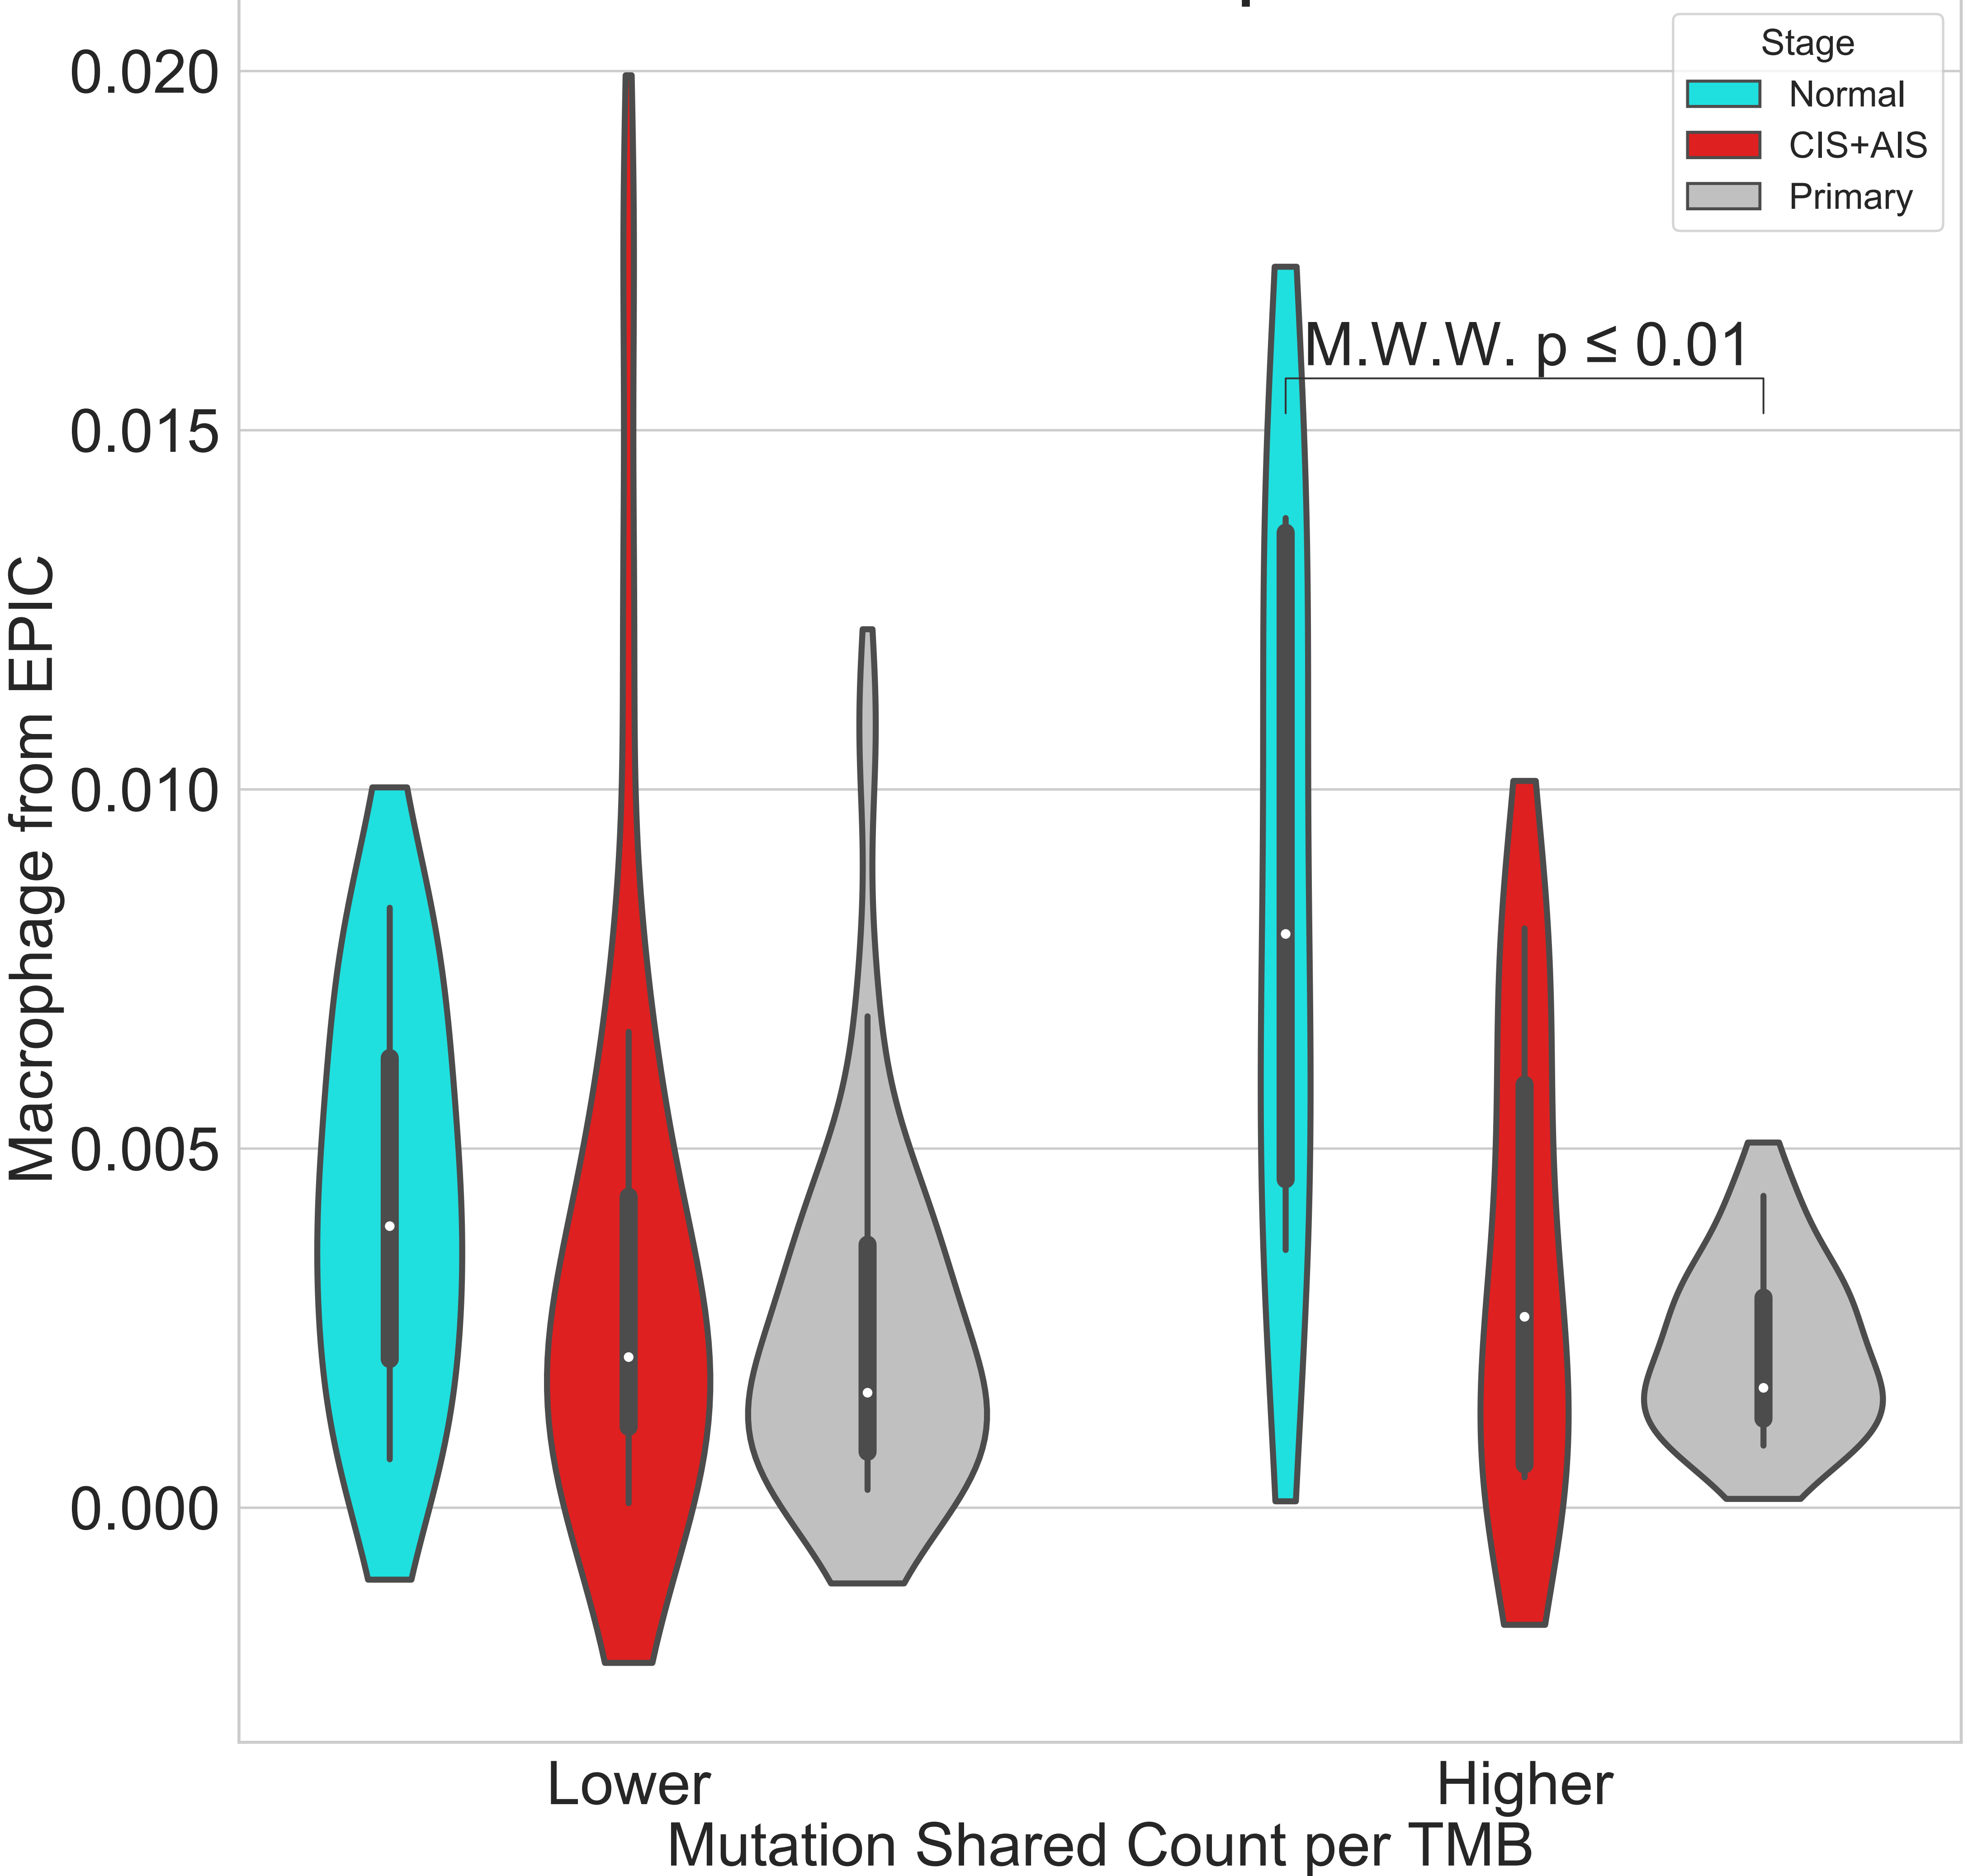 Stage
Normal
CIS+AIS
Primary
M.W.W. p ≤ 0.01
Macrophage from EPIC
0.020
0.015
0.010
0.005
0.000
Lower
Higher
Mutation Shared Count per TMB